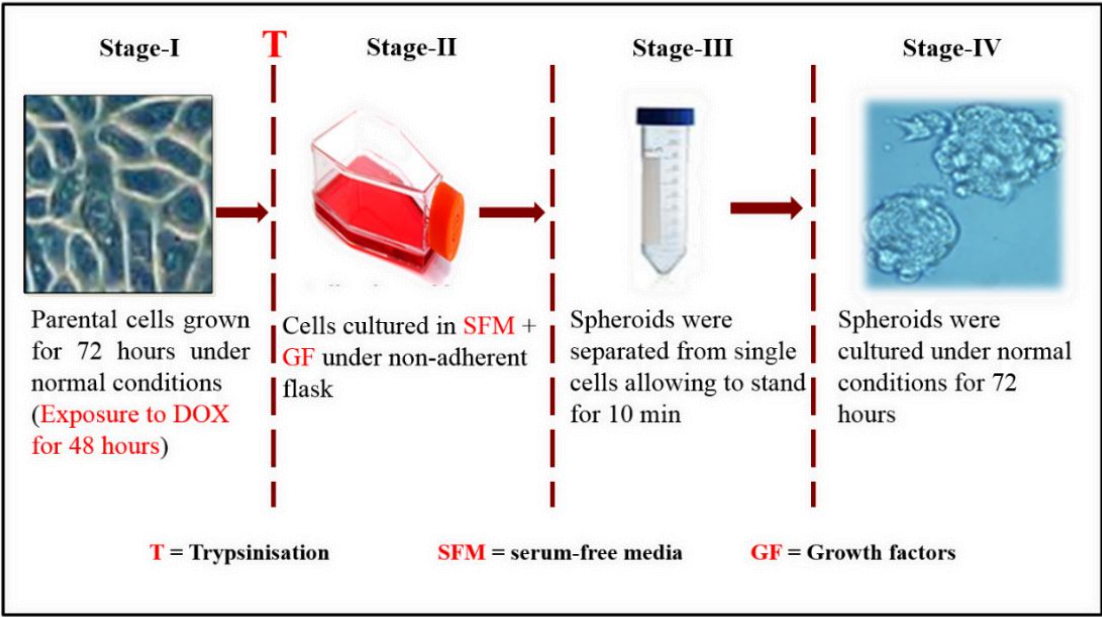 Stage-I
T
Stage-II
Stage-III
Stage-IV
Parental cells grown
for 72 hours under
normal conditions
(Exposure to DOX
for 48 hours)
Cells cultured in SFM +
GF under non-adherent
flask
Spheroids were
separated from single
cells allowing to stand
for 10 min
Spheroids were
cultured under normal
conditions for 72
hours
T = Trypsinisation
SFM = serum-free media
GF = Growth factors